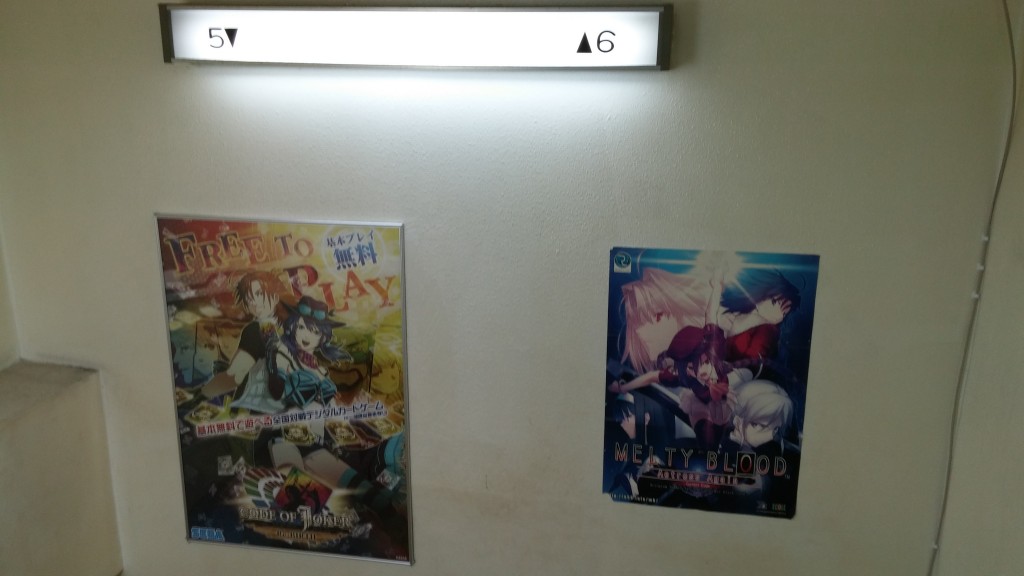 5▼ ▲6
FREE TO
PLAY
基本プレイ
無料
基本無料で遊べる全国対戦デジタルカードゲーム
CODE OF JOKER
SEGA
MELTY BLOOD
Actress Again